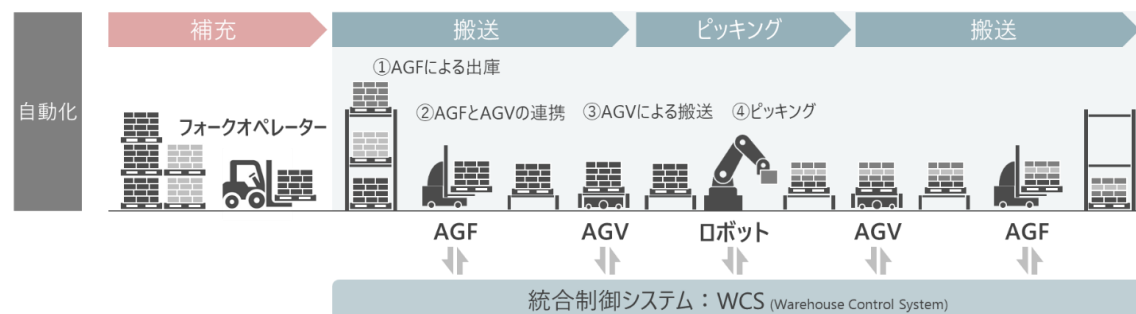 補充
搬送
ピッキング
搬送
自動化
①AGFによる出庫
②AGFとAGVの連携
③AGVによる搬送
④ピッキング
フォークオペレーター
AGF
AGV
ロボット
AGV
AGF
統合制御システム：WCS (Warehouse Control System)